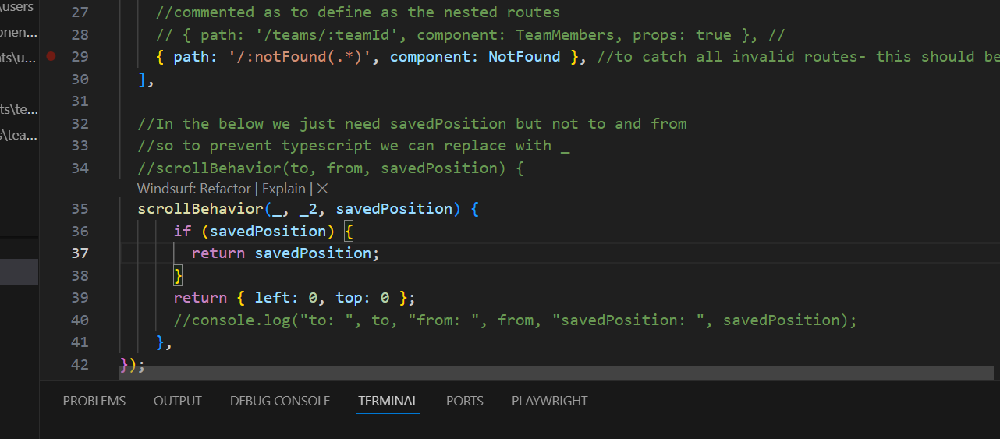 \users
onen...
ts\u...
ts\te...
s\tea...
27 //commented as to define as the nested routes
28 // { path: '/teams/:teamId', component: TeamMembers, props: true }, //
29 { path: '/:notFound(.*)', component: NotFound }, //to catch all invalid routes- this should be
30 ],
31
32 //In the below we just need savedPosition but not to and from
33 //so to prevent typescript we can replace with _
34 //scrollBehavior(to, from, savedPosition) {
Windsurf: Refactor | Explain | ×
35 scrollBehavior(_, _2, savedPosition) {
36 if (savedPosition) {
37 return savedPosition;
38 }
39 return { left: 0, top: 0 };
40 //console.log("to: ", to, "from: ", from, "savedPosition: ", savedPosition);
41 },
42 });
PROBLEMS OUTPUT DEBUG CONSOLE TERMINAL PORTS PLAYWRIGHT